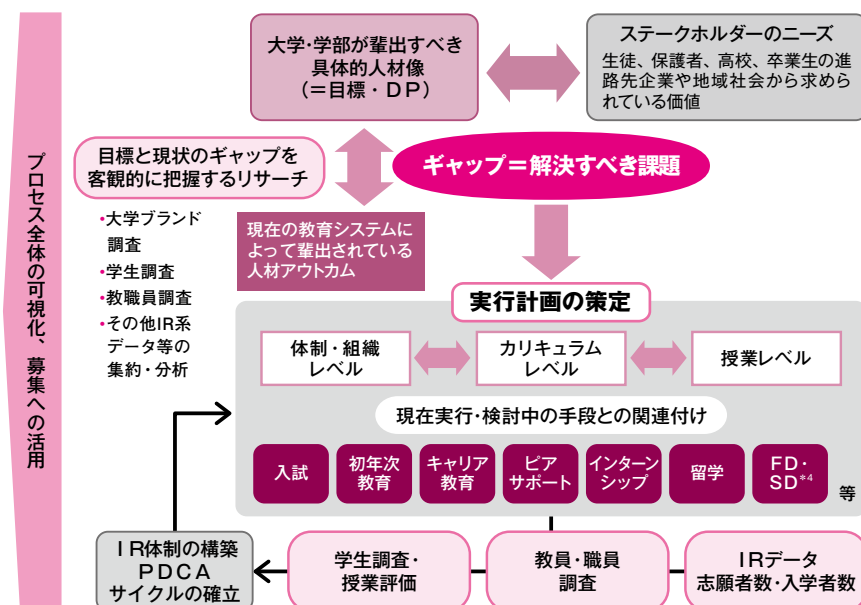 大学・学部が輩出すべき
具体的人材像
（＝目標・DP）
ステークホルダーのニーズ
生徒、保護者、高校、卒業生の進
路先企業や地域社会から求めら
れている価値
プロセス全体の可視化、募集への活用
目標と現状のギャップを
客観的に把握するリサーチ
ギャップ＝解決すべき課題
•大学ブランド
調査
•学生調査
•教職員調査
•その他IR系
データ等の
集約・分析
現在の教育システムに
よって輩出されている
人材アウトカム
実行計画の策定
体制・組織
レベル
カリキュラム
レベル
授業レベル
現在実行・検討中の手段との関連付け
入試
初年次
教育
キャリア
教育
ピア
サポート
インターン
シップ
留学
FD・
SD*4
等
IR体制の構築
PDCA
サイクルの確立
学生調査・
授業評価
教員・職員
調査
IRデータ
志願者数・入学者数